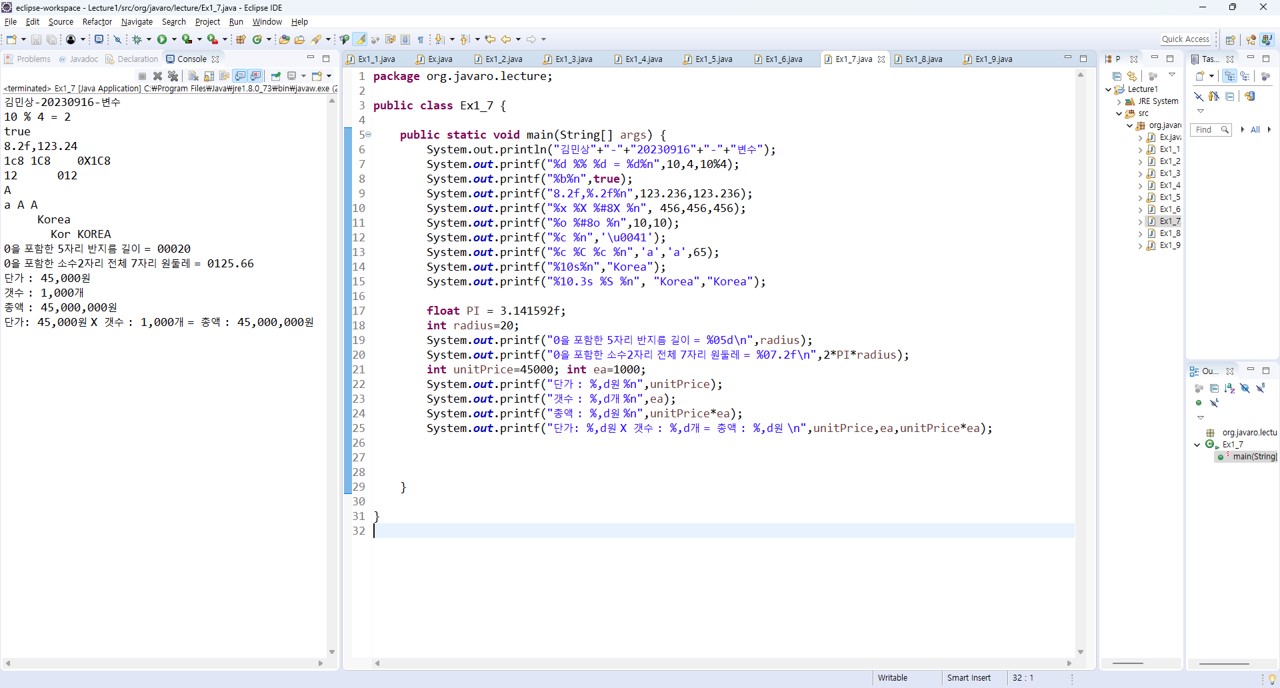 eclipse-workspace - Lecture1/src/org/javaro/lecture/Ex1_7.java - Eclipse IDE
File Edit Source Refactor Navigate Search Project Run Window Help
Quick Access
Problems Javadoc Declaration Console
<terminated> Ex1_7 [Java Application] C:₩Program Files₩Java₩jre1.8.0_73₩bin₩javaw.exe (2
김민상-20230916-변수
10 % 4 = 2
true
8.2f,123.24
1c8 1C8    0X1C8
12      012
A
a A A
     Korea
       Kor KOREA
0을 포함한 5자리 반지름 길이 = 00020
0을 포함한 소수2자리 전체 7자리 원둘레 = 0125.66
단가 : 45,000원
갯수 : 1,000개
총액 : 45,000,000원
단가: 45,000원 X 갯수 : 1,000개 = 총액 : 45,000,000원
Ex1_1.java Ex.java Ex1_2.java Ex1_3.java Ex1_4.java Ex1_5.java Ex1_6.java Ex1_7.java Ex1_8.java Ex1_9.java
1 package org.javaro.lecture;
2
3 public class Ex1_7 {
4
5     public static void main(String[] args) {
6         System.out.println("김민상"+"-"+"20230916"+"-"+"변수");
7         System.out.printf("%d %% %d = %d%n",10,4,10%4);
8         System.out.printf("%b%n",true);
9         System.out.printf("8.2f,%.2f%n",123.236,123.236);
10         System.out.printf("%x %X %#8X %n", 456,456,456);
11         System.out.printf("%o %#8o %n",10,10);
12         System.out.printf("%c %n",'\u0041');
13         System.out.printf("%c %C %c %n",'a','a',65);
14         System.out.printf("%10s%n","Korea");
15         System.out.printf("%10.3s %S %n", "Korea","Korea");
16
17         float PI = 3.141592f;
18         int radius=20;
19         System.out.printf("0을 포함한 5자리 반지름 길이 = %05d\n",radius);
20         System.out.printf("0을 포함한 소수2자리 전체 7자리 원둘레 = %07.2f\n",2*PI*radius);
21         int unitPrice=45000; int ea=1000;
22         System.out.printf("단가 : %,d원 %n",unitPrice);
23         System.out.printf("갯수 : %,d개 %n",ea);
24         System.out.printf("총액 : %,d원 %n",unitPrice*ea);
25         System.out.printf("단가: %,d원 X 갯수 : %,d개 = 총액 : %,d원 \n",unitPrice,ea,unitPrice*ea);
26
27
28
29     }
30
31 }
32
P
Lecture1
JRE System
src
org.javaro
Ex.java
Ex1_1
Ex1_2
Ex1_3
Ex1_4
Ex1_5
Ex1_6
Ex1_7
Ex1_8
Ex1_9
Tas...
Find All
Ou...
org.javaro.lectu
Ex1_7
main(String[
Writable Smart Insert 32 : 1